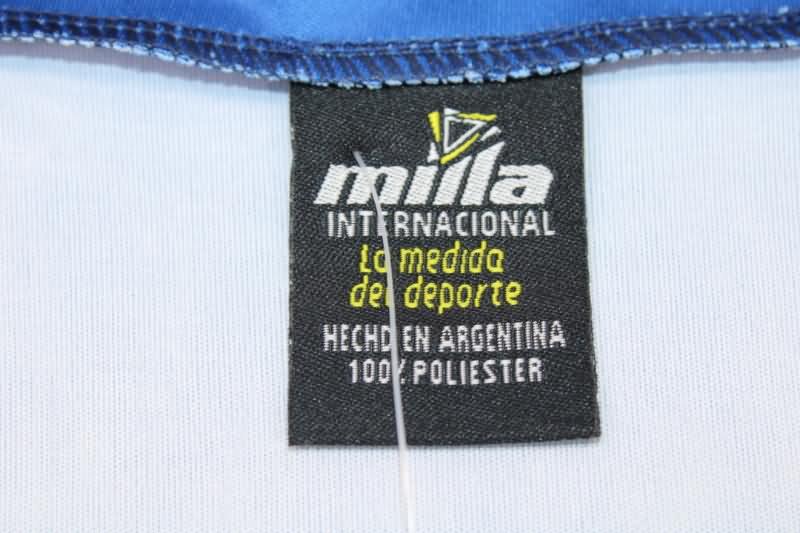 milla
INTERNACIONAL
La medida
del deporte
HECHO EN ARGENTINA
100% POLIESTER